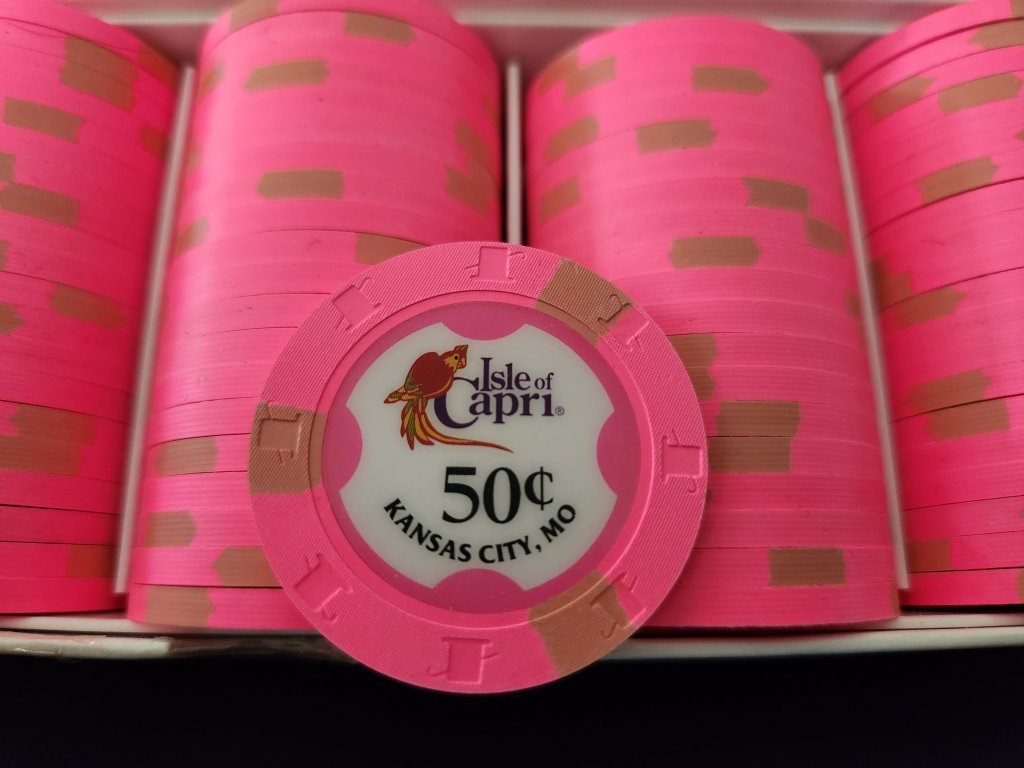 Isle of
Capri®
50¢
KANSAS CITY, MO